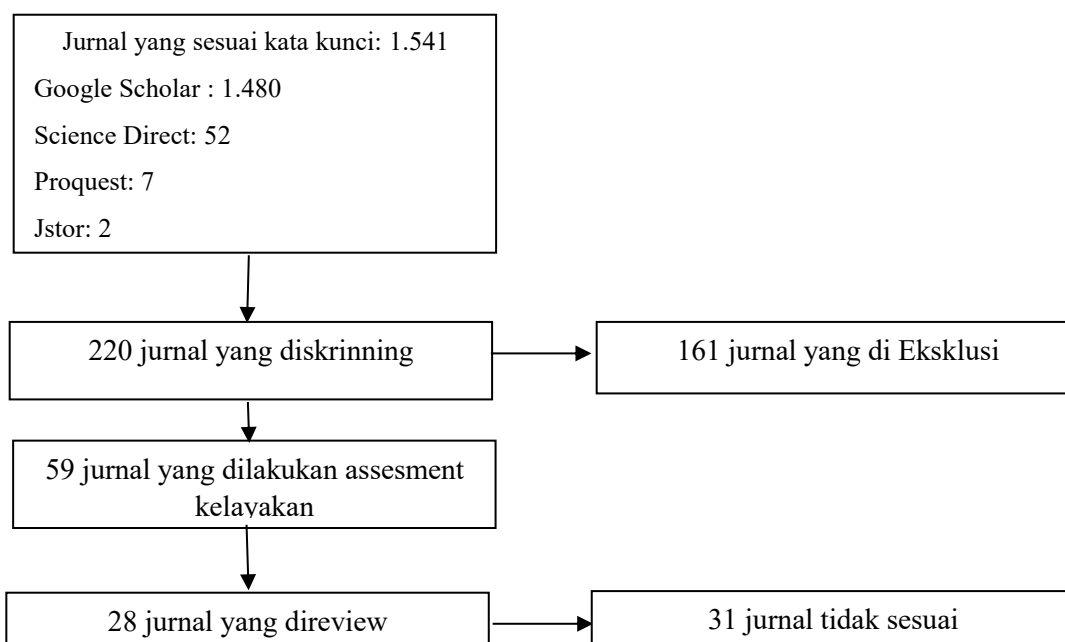 Jurnal yang sesuai kata kunci: 1.541
Google Scholar : 1.480
Science Direct: 52
Proquest: 7
Jstor: 2
220 jurnal yang diskrinning
161 jurnal yang di Eksklusi
59 jurnal yang dilakukan assesment
kelayakan
28 jurnal yang direview
31 jurnal tidak sesuai